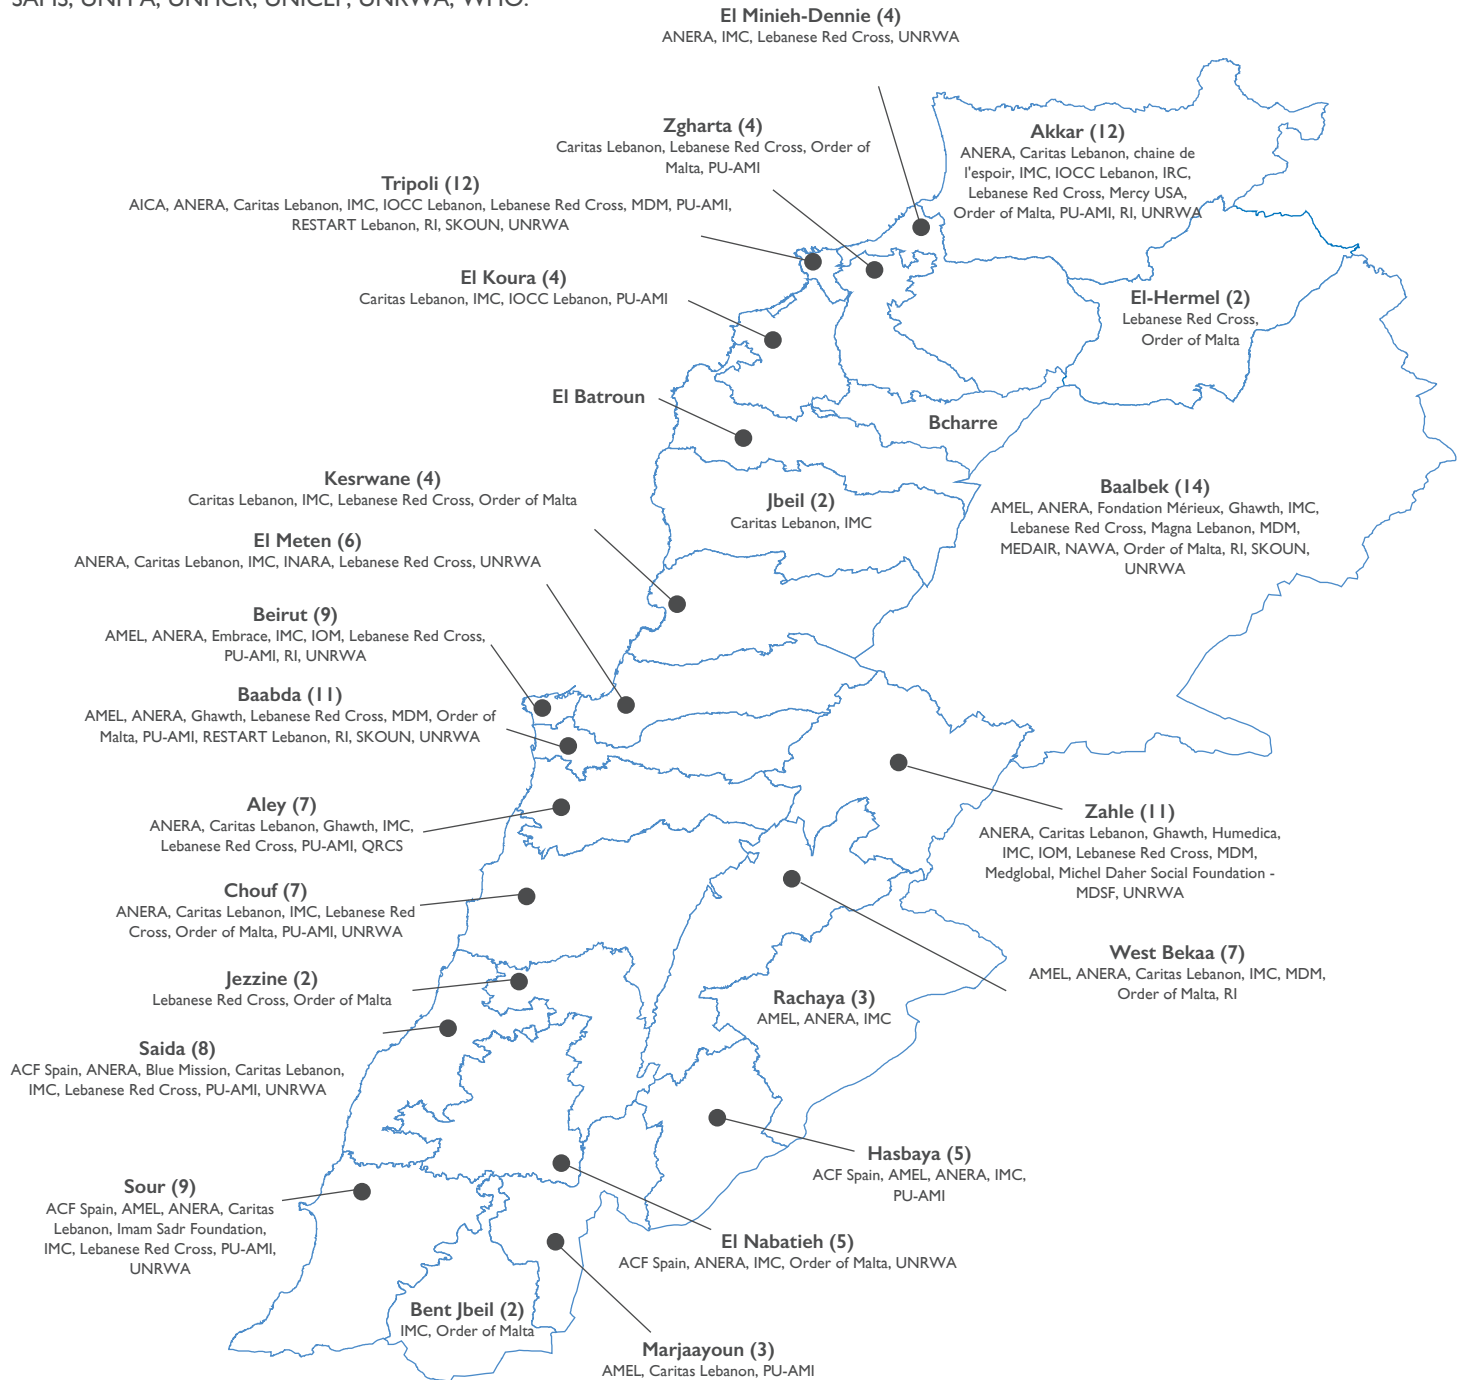 SAMS, UNFPA, UNHCR, UNICEF, UNRWA, WHO.
El Minieh-Dennie (4)
ANERA, IMC, Lebanese Red Cross, UNRWA
Zgharta (4)
Caritas Lebanon, Lebanese Red Cross, Order of
Malta, PU-AMI
Akkar (12)
ANERA, Caritas Lebanon, chaine de
l'espoir, IMC, IOCC Lebanon, IRC,
Lebanese Red Cross, Mercy USA,
Order of Malta, PU-AMI, RI, UNRWA
Tripoli (12)
AICA, ANERA, Caritas Lebanon, IMC, IOCC Lebanon, Lebanese Red Cross, MDM, PU-AMI,
RESTART Lebanon, RI, SKOUN, UNRWA
El Koura (4)
Caritas Lebanon, IMC, IOCC Lebanon, PU-AMI
El-Hermel (2)
Lebanese Red Cross,
Order of Malta
El Batroun
Bcharre
Kesrwane (4)
Caritas Lebanon, IMC, Lebanese Red Cross, Order of Malta
Jbeil (2)
Caritas Lebanon, IMC
Baalbek (14)
AMEL, ANERA, Fondation Mérieux, Ghawth, IMC,
Lebanese Red Cross, Magna Lebanon, MDM,
MEDAIR, NAWA, Order of Malta, RI, SKOUN,
UNRWA
El Meten (6)
ANERA, Caritas Lebanon, IMC, INARA, Lebanese Red Cross, UNRWA
Beirut (9)
AMEL, ANERA, Embrace, IMC, IOM, Lebanese Red Cross,
PU-AMI, RI, UNRWA
Baabda (11)
AMEL, ANERA, Ghawth, Lebanese Red Cross, MDM, Order of
Malta, PU-AMI, RESTART Lebanon, RI, SKOUN, UNRWA
Aley (7)
ANERA, Caritas Lebanon, Ghawth, IMC,
Lebanese Red Cross, PU-AMI, QRCS
Zahle (11)
ANERA, Caritas Lebanon, Ghawth, Humedica,
IMC, IOM, Lebanese Red Cross, MDM,
Medglobal, Michel Daher Social Foundation -
MDSF, UNRWA
Chouf (7)
ANERA, Caritas Lebanon, IMC, Lebanese Red
Cross, Order of Malta, PU-AMI, UNRWA
West Bekaa (7)
AMEL, ANERA, Caritas Lebanon, IMC, MDM,
Order of Malta, RI
Jezzine (2)
Lebanese Red Cross, Order of Malta
Rachaya (3)
AMEL, ANERA, IMC
Saida (8)
ACF Spain, ANERA, Blue Mission, Caritas Lebanon,
IMC, Lebanese Red Cross, PU-AMI, UNRWA
Hasbaya (5)
ACF Spain, AMEL, ANERA, IMC,
PU-AMI
Sour (9)
ACF Spain, AMEL, ANERA, Caritas
Lebanon, Imam Sadr Foundation,
IMC, Lebanese Red Cross, PU-AMI,
UNRWA
El Nabatieh (5)
ACF Spain, ANERA, IMC, Order of Malta, UNRWA
Bent Jbeil (2)
IMC, Order of Malta
Marjaayoun (3)
AMEL, Caritas Lebanon, PU-AMI